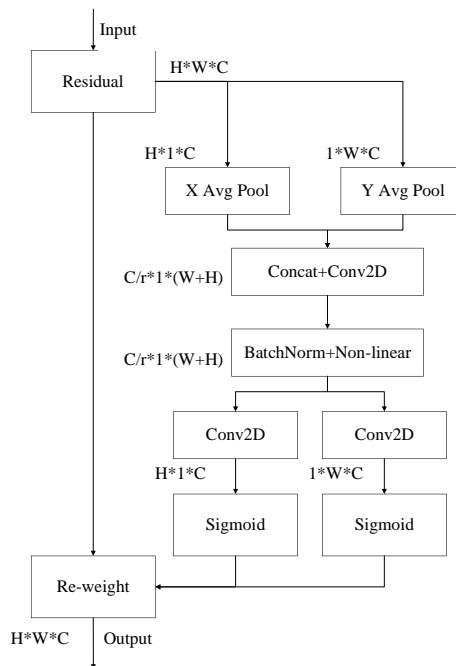 Input
Residual
H*W*C
H*1*C
1*W*C
X Avg Pool
Y Avg Pool
Concat+Conv2D
C/r*1*(W+H)
BatchNorm+Non-linear
C/r*1*(W+H)
Conv2D
Conv2D
H*1*C
1*W*C
Sigmoid
Sigmoid
Re-weight
H*W*C
Output